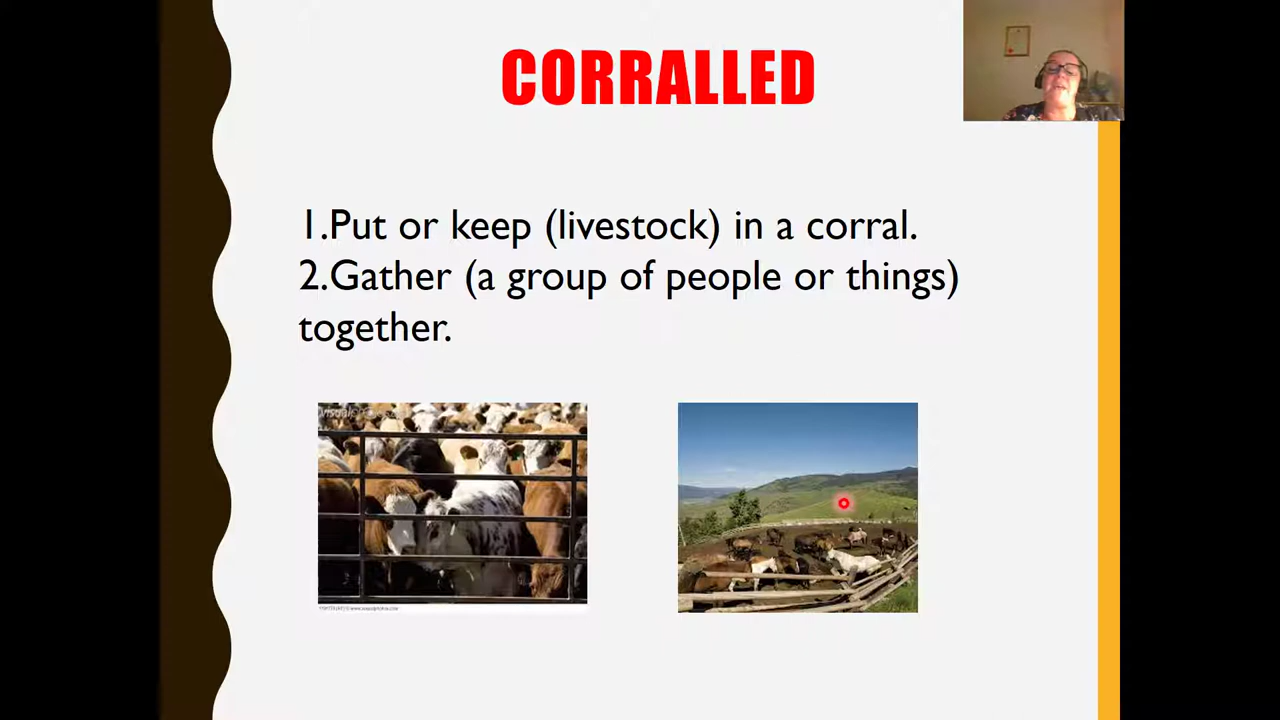 CORRALLED
1.Put or keep (livestock) in a corral.
2.Gather (a group of people or things)
together.